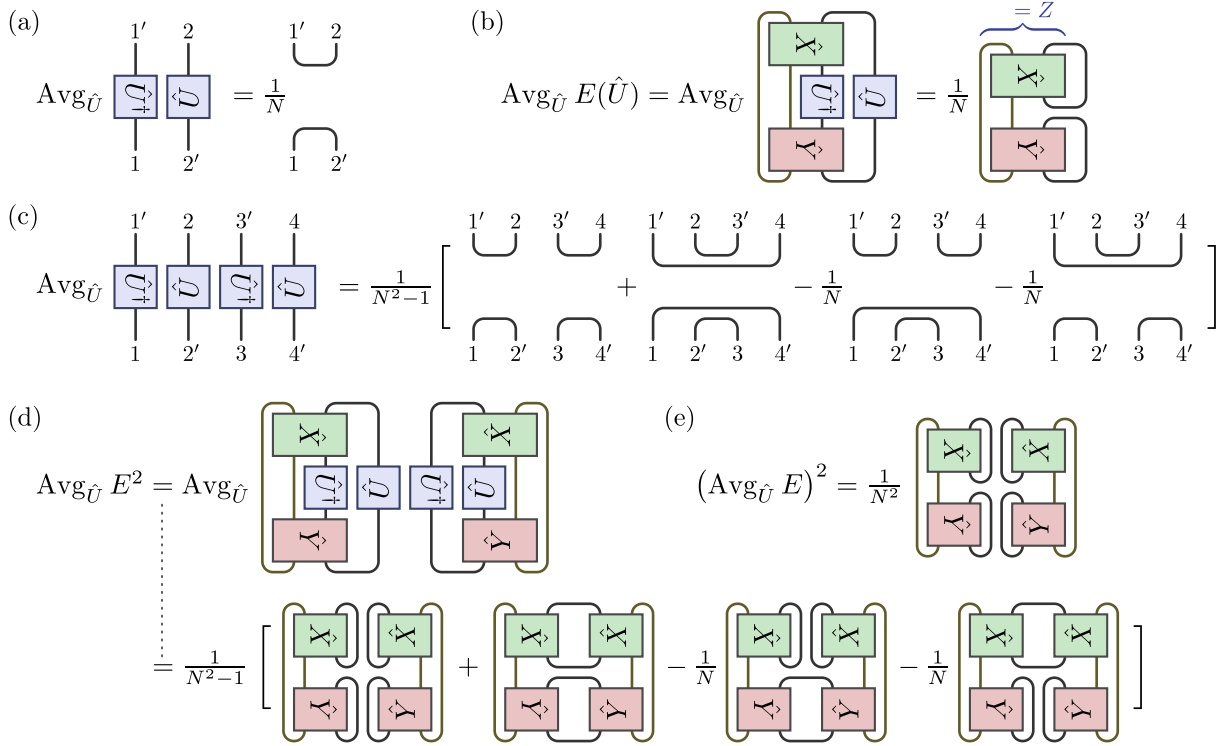 (a)
1′ 2 1′ 2
Avg_Û Û† Û = 1/N
1 2′ 1 2′
(b)
= Z
Avg_Û E(Û) = Avg_Û X̂ Û† Û Ŷ = 1/N X̂ Ŷ
(c)
1′ 2 3′ 4 1′ 2 3′ 4 1′ 2 3′ 4 1′ 2 3′ 4 1′ 2 3′ 4
Avg_Û Û† Û Û† Û = 1/(N²−1) [ + − 1/N − 1/N ]
1 2′ 3 4′ 1 2′ 3 4′ 1 2′ 3 4′ 1 2′ 3 4′ 1 2′ 3 4′
(d)
X̂ X̂
Avg_Û E² = Avg_Û Û† Û Û† Û
Ŷ Ŷ
(e)
X̂ X̂
(Avg_Û E)² = 1/N²
Ŷ Ŷ
X̂ X̂ X̂ X̂ X̂ X̂ X̂ X̂
= 1/(N²−1) [ + − 1/N − 1/N ]
Ŷ Ŷ Ŷ Ŷ Ŷ Ŷ Ŷ Ŷ